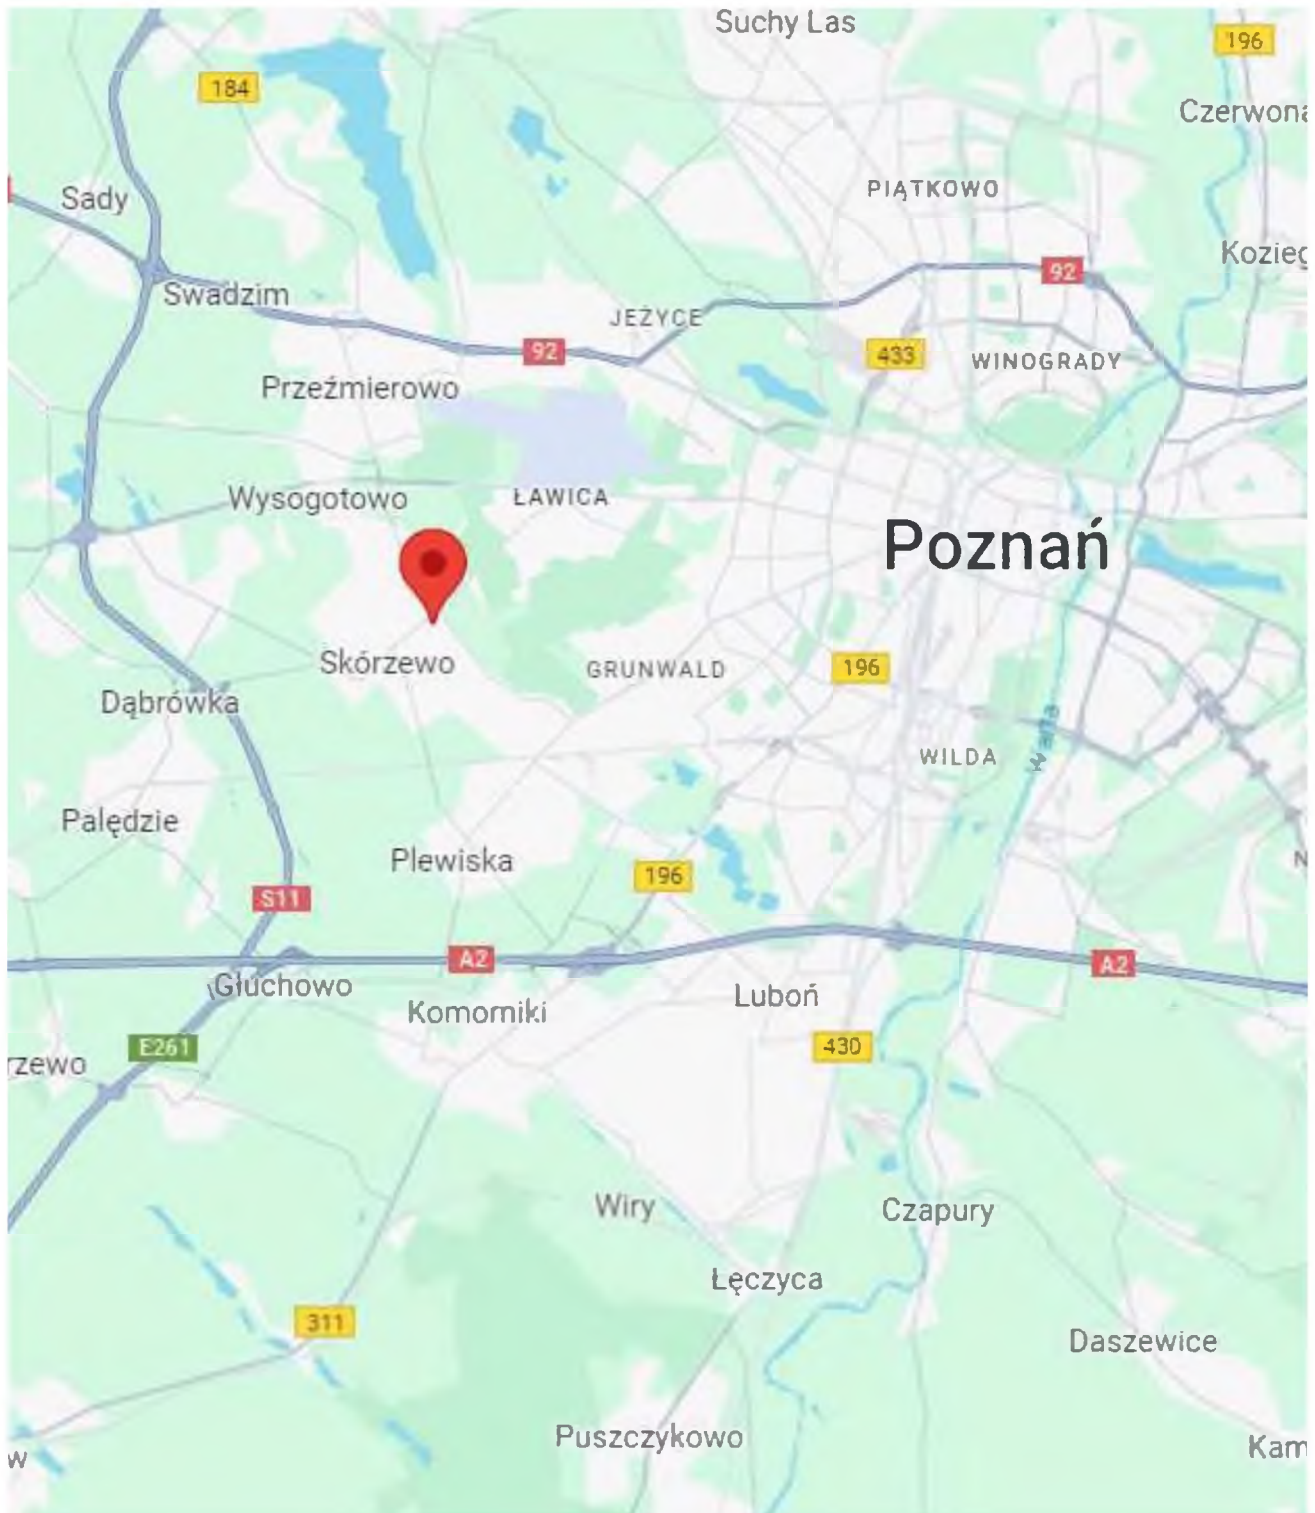 Suchy Las
196
184
Czerwona
PIĄTKOWO
Sady
Kozieg
92
Swadzim
JEŻYCE
92
433
WINOGRADY
Przeźmierowo
Wysogotowo
ŁAWICA
Poznań
Skórzewo
GRUNWALD
196
Dąbrówka
Warta
WILDA
Palędzie
Plewiska
N
196
S11
A2
A2
Głuchowo
Luboń
Komorniki
E261
430
rzewo
Wiry
Czapury
Łęczyca
311
Daszewice
Puszczykowo
Kam
w